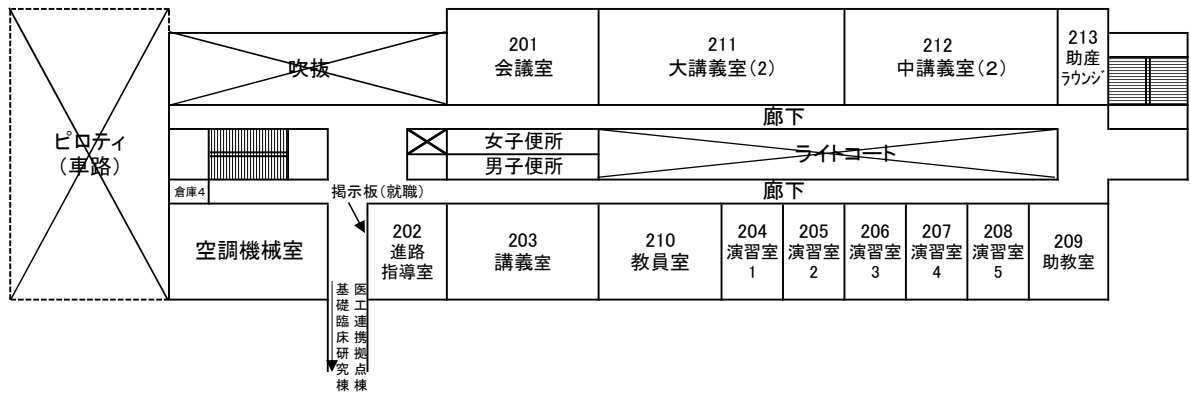 ピロティ
(車路)
吹抜
201
会議室
211
大講義室(2)
212
中講義室(2)
213
助産
ラウンジ
廊下
女子便所
男子便所
ライトコート
倉庫4
掲示板(就職)
廊下
空調機械室
202
進路
指導室
203
講義室
210
教員室
204
演習室
1
205
演習室
2
206
演習室
3
207
演習室
4
208
演習室
5
209
助教室
医工連携拠点棟
基礎臨床研究棟